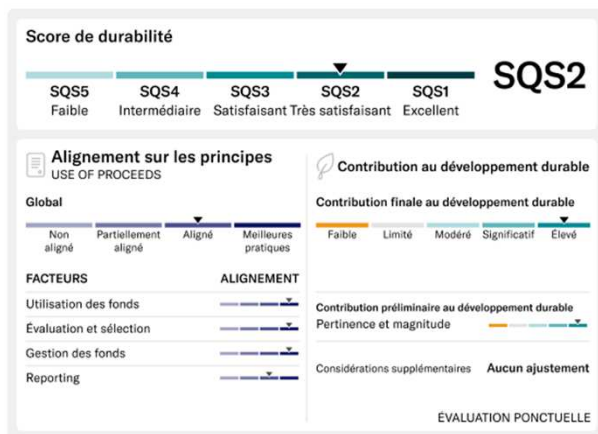 Score de durabilité
SQS2
SQS5 SQS4 SQS3 SQS2 SQS1
Faible Intermédiaire Satisfaisant Très satisfaisant Excellent
Alignement sur les principes
USE OF PROCEEDS
Global
Non aligné Partiellement aligné Aligné Meilleures pratiques
FACTEURS ALIGNEMENT
Utilisation des fonds
Évaluation et sélection
Gestion des fonds
Reporting
Contribution au développement durable
Contribution finale au développement durable
Faible Limité Modéré Significatif Élevé
Contribution préliminaire au développement durable
Pertinence et magnitude
Considérations supplémentaires Aucun ajustement
ÉVALUATION PONCTUELLE